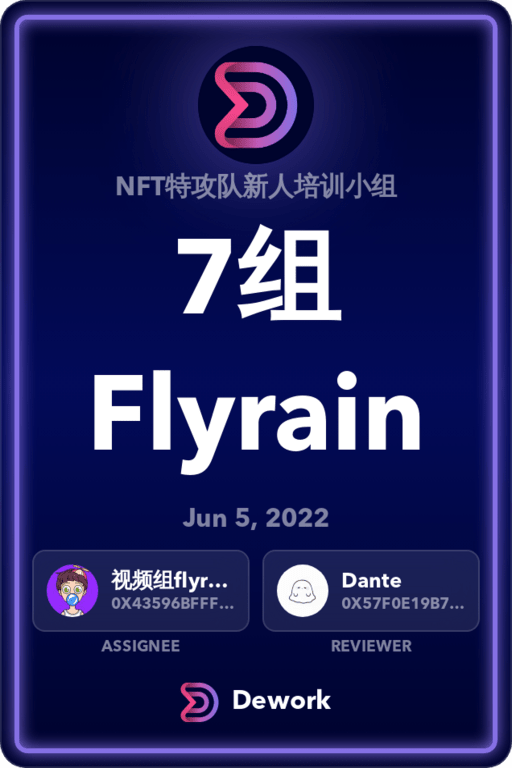 NFT特攻队新人培训小组
7组
Flyrain
Jun 5, 2022
视频组flyr...
0X43596BFFF...
ASSIGNEE
Dante
0X57F0E19B7...
REVIEWER
Dework